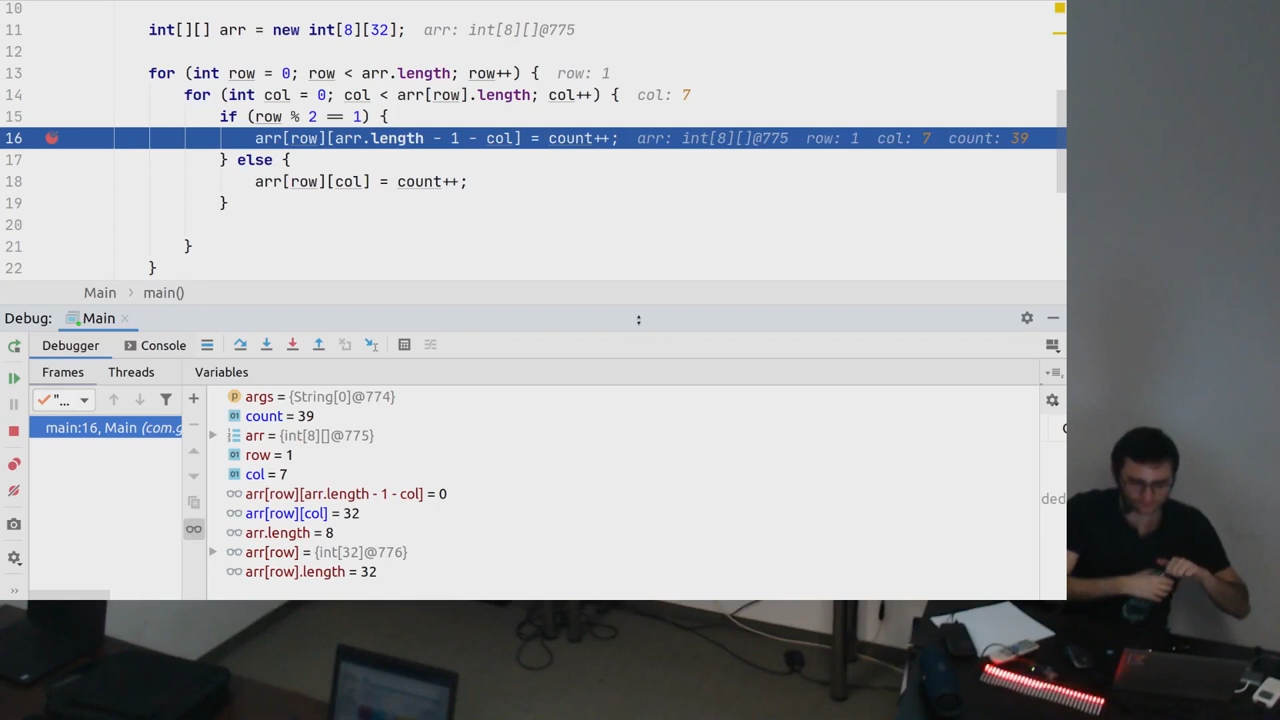 10
11 int[][] arr = new int[8][32]; arr: int[8][]@775
12
13 for (int row = 0; row < arr.length; row++) { row: 1
14 for (int col = 0; col < arr[row].length; col++) { col: 7
15 if (row % 2 == 1) {
16 arr[row][arr.length - 1 - col] = count++; arr: int[8][]@775 row: 1 col: 7 count: 39
17 } else {
18 arr[row][col] = count++;
19 }
20
21 }
22 }
Main > main()
Debug: Main ×
Debugger Console
Frames Threads Variables
"...
main:16, Main (com.g
args = {String[0]@774}
count = 39
arr = {int[8][]@775}
row = 1
col = 7
arr[row][arr.length - 1 - col] = 0
arr[row][col] = 32
arr.length = 8
arr[row] = {int[32]@776}
arr[row].length = 32
ded